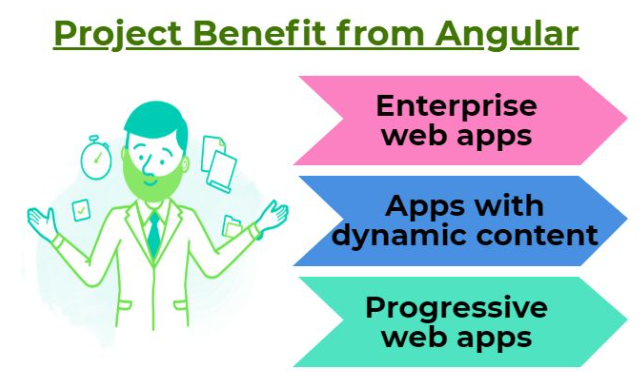 Project Benefit from Angular
Enterprise
web apps
Apps with
dynamic content
Progressive
web apps